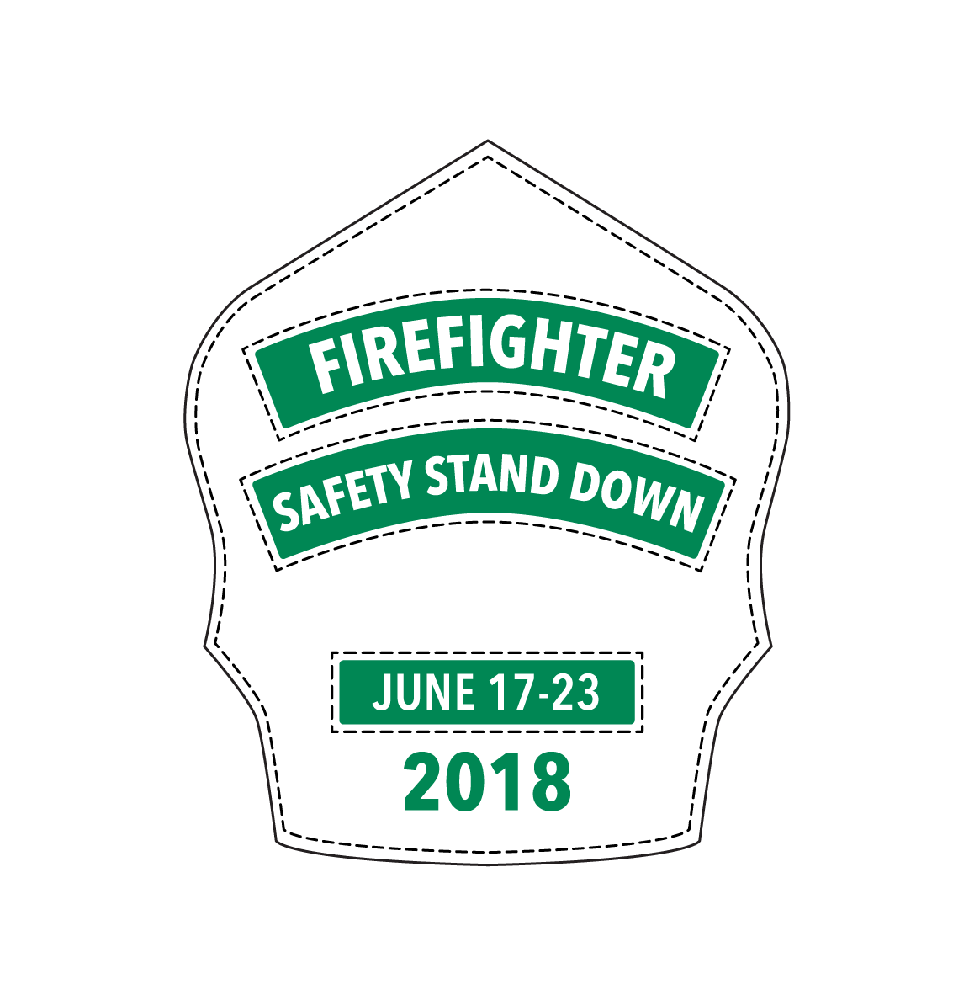 FIREFIGHTER
SAFETY STAND DOWN
JUNE 17-23
2018